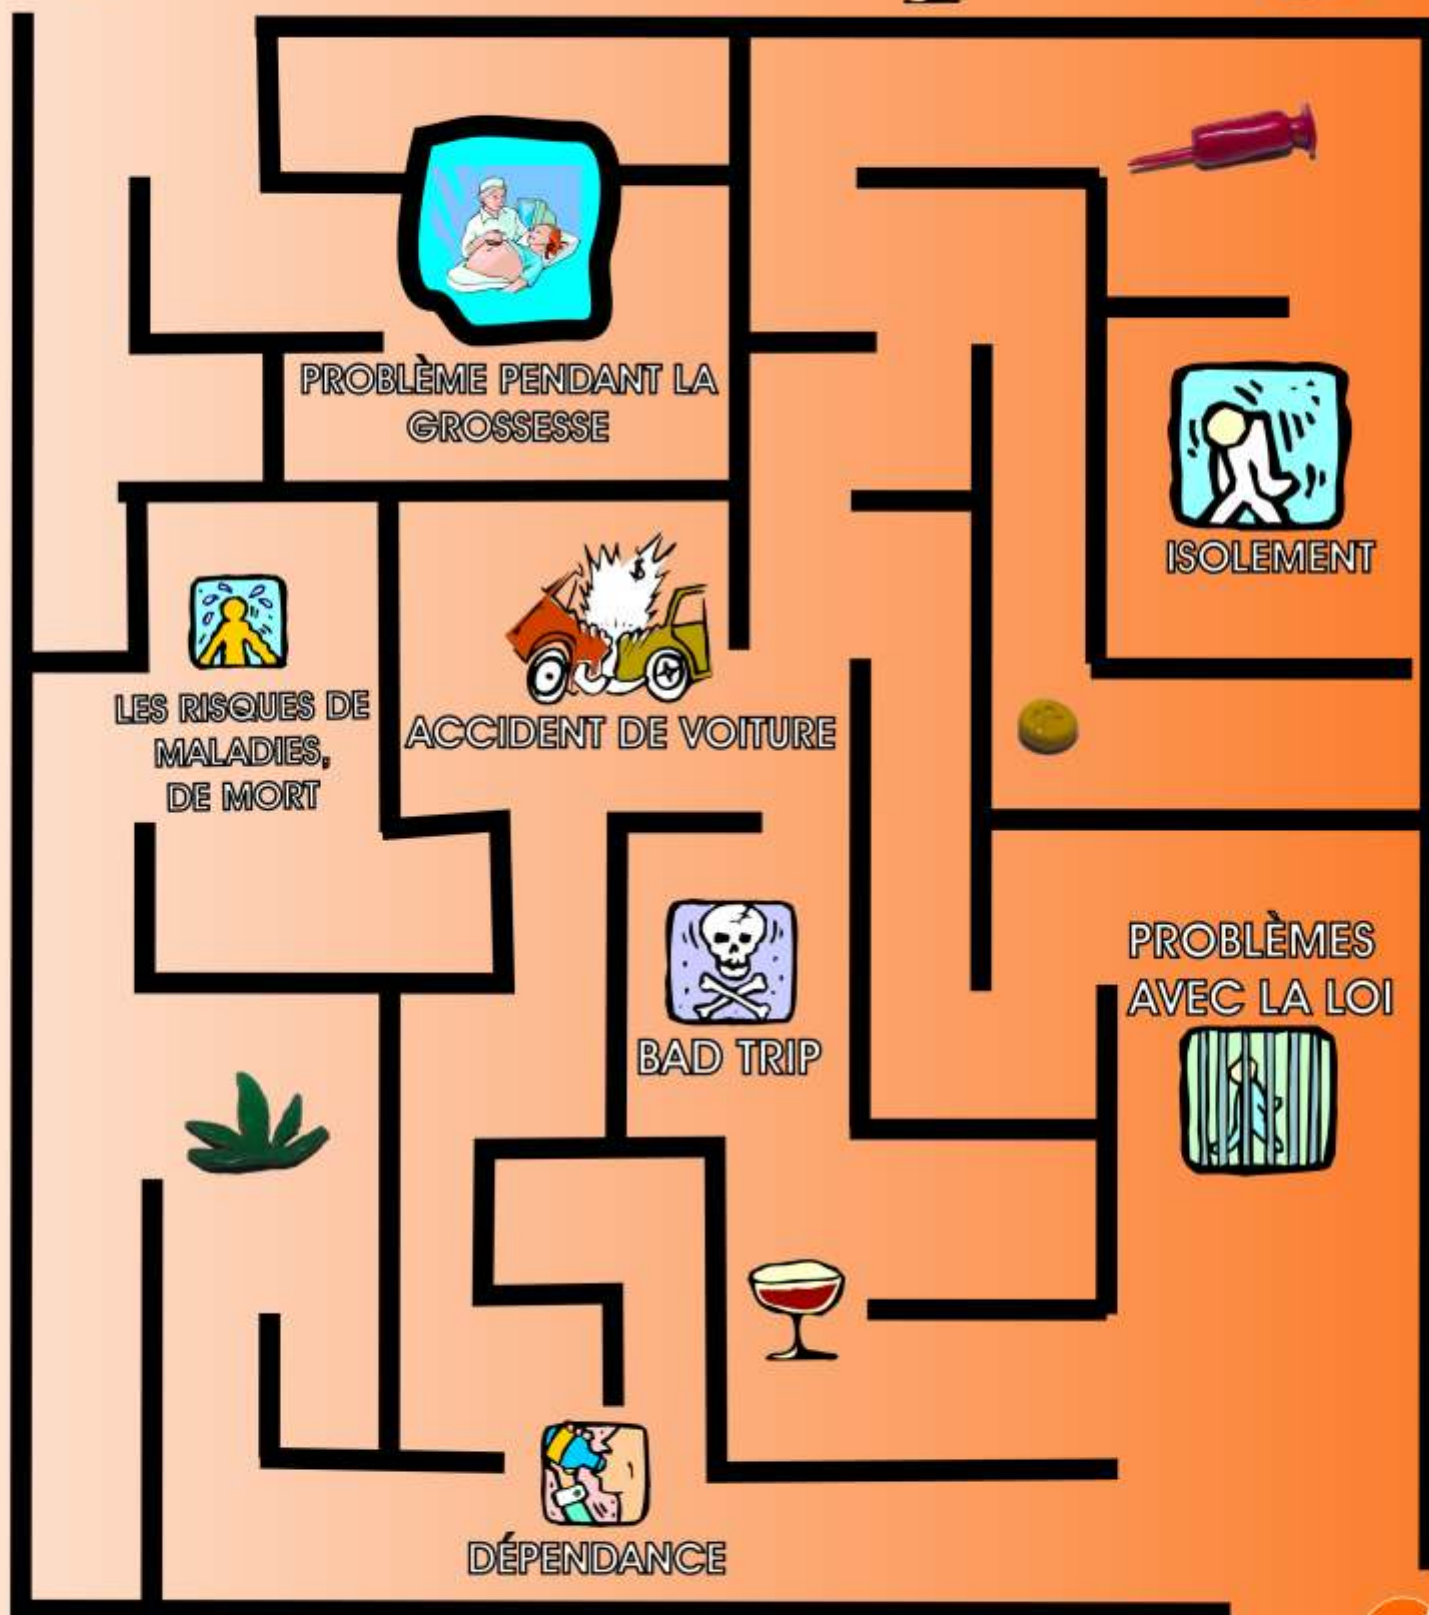 PROBLÈME PENDANT LA
GROSSESSE
ISOLEMENT
LES RISQUES DE
MALADIES,
DE MORT
ACCIDENT DE VOITURE
PROBLÈMES
AVEC LA LOI
BAD TRIP
DÉPENDANCE